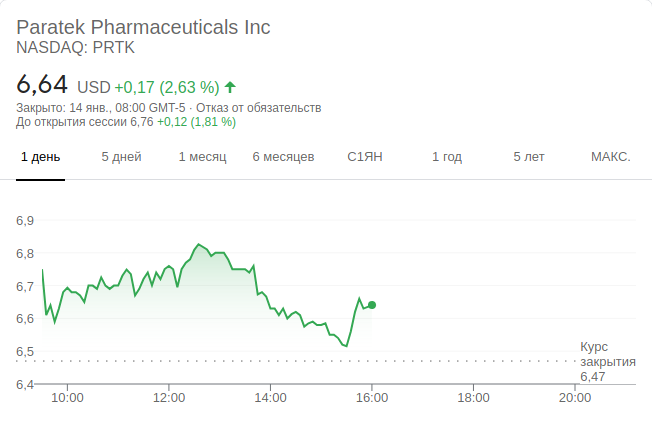 Paratek Pharmaceuticals Inc
NASDAQ: PRTK
6,64 USD +0,17 (2,63 %)
Закрыто: 14 янв., 08:00 GMT-5 · Отказ от обязательств
До открытия сессии 6,76 +0,12 (1,81 %)
1 день 5 дней 1 месяц 6 месяцев С1ЯН 1 год 5 лет МАКС.
6,9
6,8
6,7
6,6
6,5
6,4
Курс
закрытия
6,47
10:00 12:00 14:00 16:00 18:00 20:00